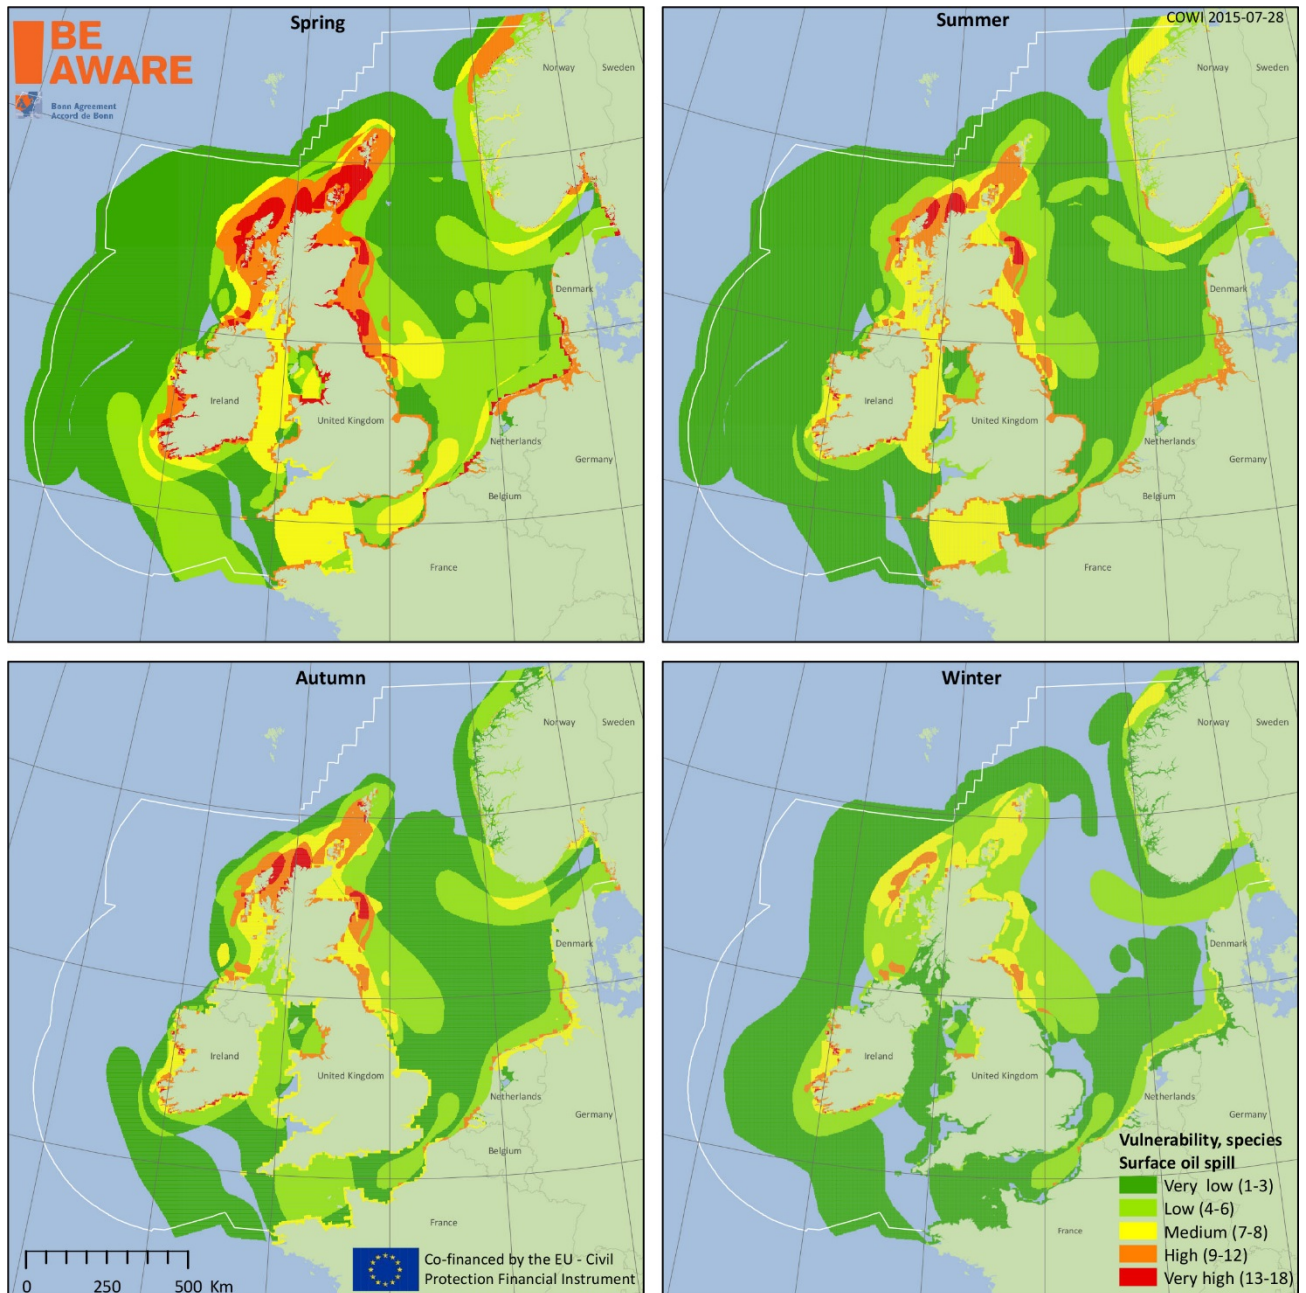 Spring
BE
AWARE
Bonn Agreement
Accord de Bonn
Norway
Sweden
Denmark
Ireland
United Kingdom
Netherlands
Germany
Belgium
France
Summer
COWI 2015-07-28
Norway
Sweden
Denmark
Ireland
United Kingdom
Netherlands
Germany
Belgium
France
Autumn
Norway
Sweden
Denmark
Ireland
United Kingdom
Netherlands
Germany
Belgium
France
0 250 500 Km
Co-financed by the EU - Civil
Protection Financial Instrument
Winter
Norway
Sweden
Denmark
Ireland
United Kingdom
Netherlands
Germany
Belgium
France
Vulnerability, species
Surface oil spill
Very low (1-3)
Low (4-6)
Medium (7-8)
High (9-12)
Very high (13-18)